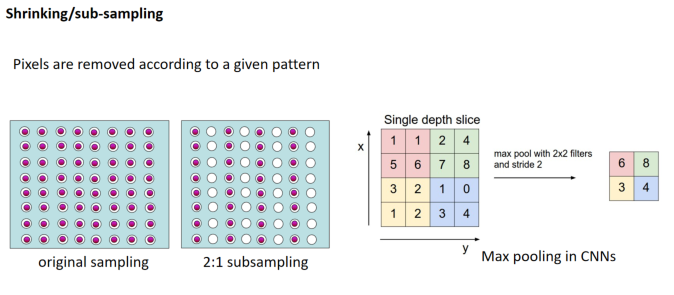 Shrinking/sub-sampling
Pixels are removed according to a given pattern
original sampling
2:1 subsampling
Single depth slice
x
1 1 2 4
5 6 7 8
3 2 1 0
1 2 3 4
y
max pool with 2x2 filters
and stride 2
6 8
3 4
Max pooling in CNNs